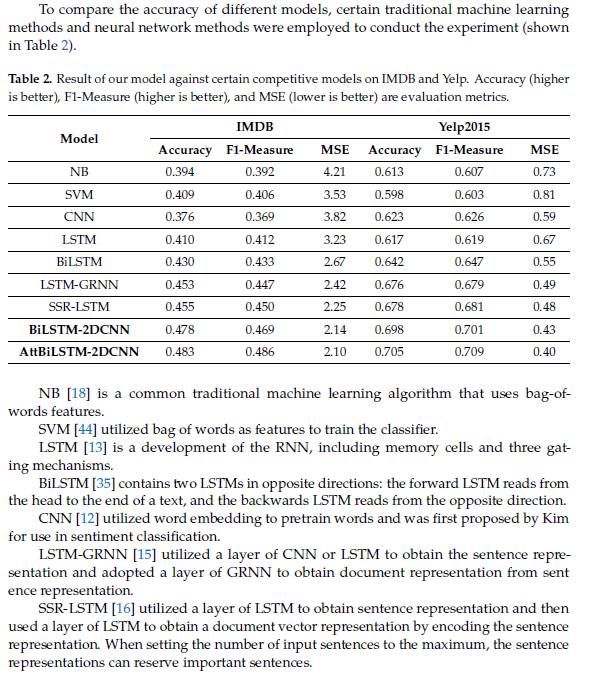 To compare the accuracy of different models, certain traditional machine learning
methods and neural network methods were employed to conduct the experiment (shown
in Table 2).
Table 2. Result of our model against certain competitive models on IMDB and Yelp. Accuracy (higher
is better), F1-Measure (higher is better), and MSE (lower is better) are evaluation metrics.
Model IMDB Yelp2015
Accuracy F1-Measure MSE Accuracy F1-Measure MSE
NB 0.394 0.392 4.21 0.613 0.607 0.73
SVM 0.409 0.406 3.53 0.598 0.603 0.81
CNN 0.376 0.369 3.82 0.623 0.626 0.59
LSTM 0.410 0.412 3.23 0.617 0.619 0.67
BiLSTM 0.430 0.433 2.67 0.642 0.647 0.55
LSTM-GRNN 0.453 0.447 2.42 0.676 0.679 0.49
SSR-LSTM 0.455 0.450 2.25 0.678 0.681 0.48
BiLSTM-2DCNN 0.478 0.469 2.14 0.698 0.701 0.43
AttBiLSTM-2DCNN 0.483 0.486 2.10 0.705 0.709 0.40
NB [18] is a common traditional machine learning algorithm that uses bag-of-
words features.
SVM [44] utilized bag of words as features to train the classifier.
LSTM [13] is a development of the RNN, including memory cells and three gat-
ing mechanisms.
BiLSTM [35] contains two LSTMs in opposite directions: the forward LSTM reads from
the head to the end of a text, and the backwards LSTM reads from the opposite direction.
CNN [12] utilized word embedding to pretrain words and was first proposed by Kim
for use in sentiment classification.
LSTM-GRNN [15] utilized a layer of CNN or LSTM to obtain the sentence repre-
sentation and adopted a layer of GRNN to obtain document representation from sent
ence representation.
SSR-LSTM [16] utilized a layer of LSTM to obtain sentence representation and then
used a layer of LSTM to obtain a document vector representation by encoding the sentence
representation. When setting the number of input sentences to the maximum, the sentence
representations can reserve important sentences.